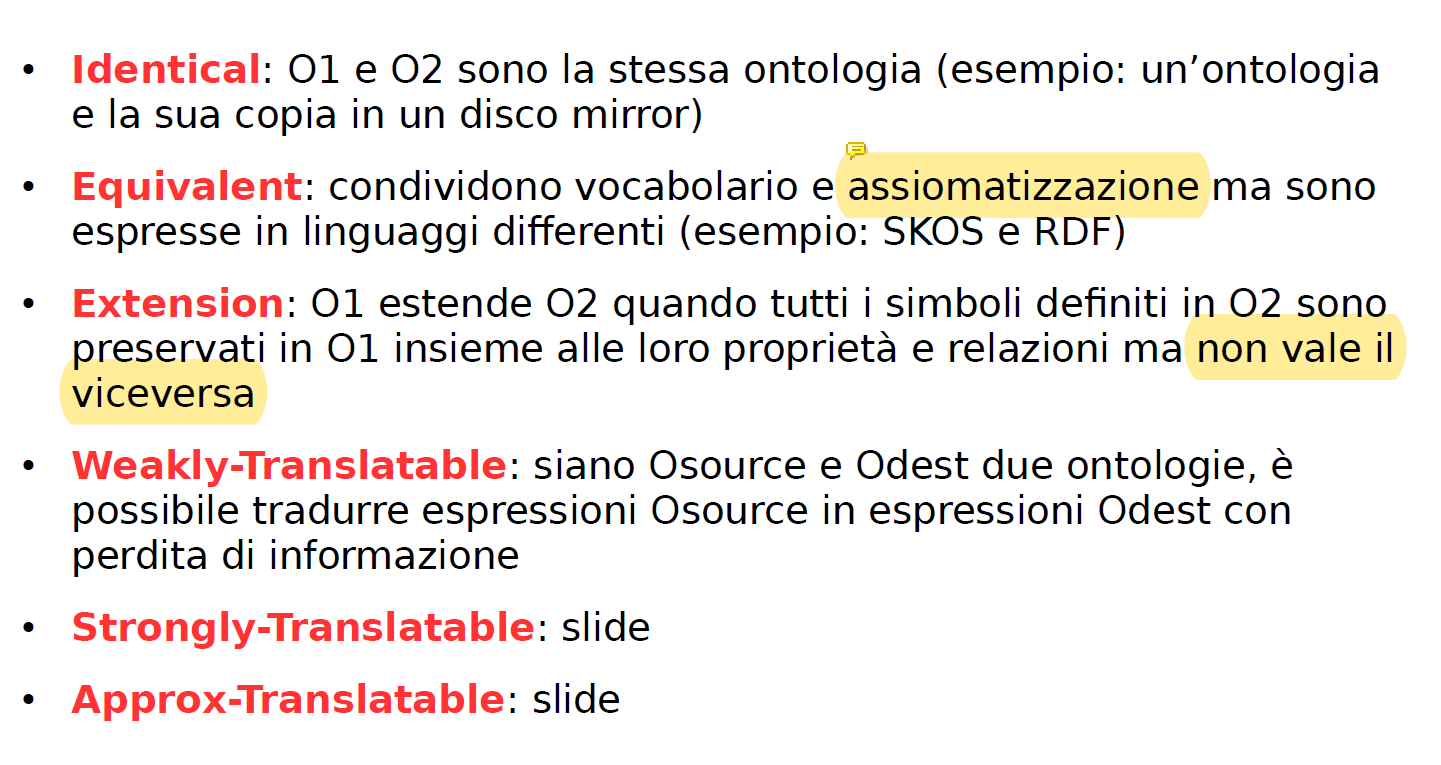 • Identical: O1 e O2 sono la stessa ontologia (esempio: un’ontologia
e la sua copia in un disco mirror)
• Equivalent: condividono vocabolario e assiomatizzazione ma sono
espresse in linguaggi differenti (esempio: SKOS e RDF)
• Extension: O1 estende O2 quando tutti i simboli definiti in O2 sono
preservati in O1 insieme alle loro proprietà e relazioni ma non vale il
viceversa
• Weakly-Translatable: siano Osource e Odest due ontologie, è
possibile tradurre espressioni Osource in espressioni Odest con
perdita di informazione
• Strongly-Translatable: slide
• Approx-Translatable: slide